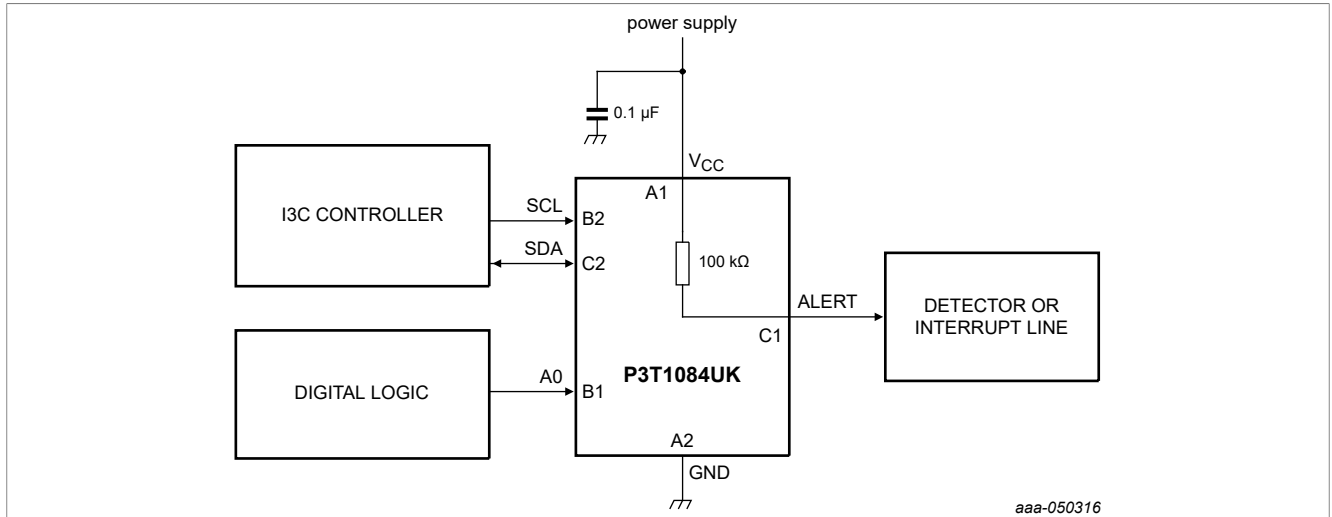 power supply
0.1 µF
VCC
A1
I3C CONTROLLER
SCL
B2
SDA
C2
100 kΩ
ALERT
C1
DETECTOR OR
INTERRUPT LINE
P3T1084UK
DIGITAL LOGIC
A0
B1
A2
GND
aaa-050316